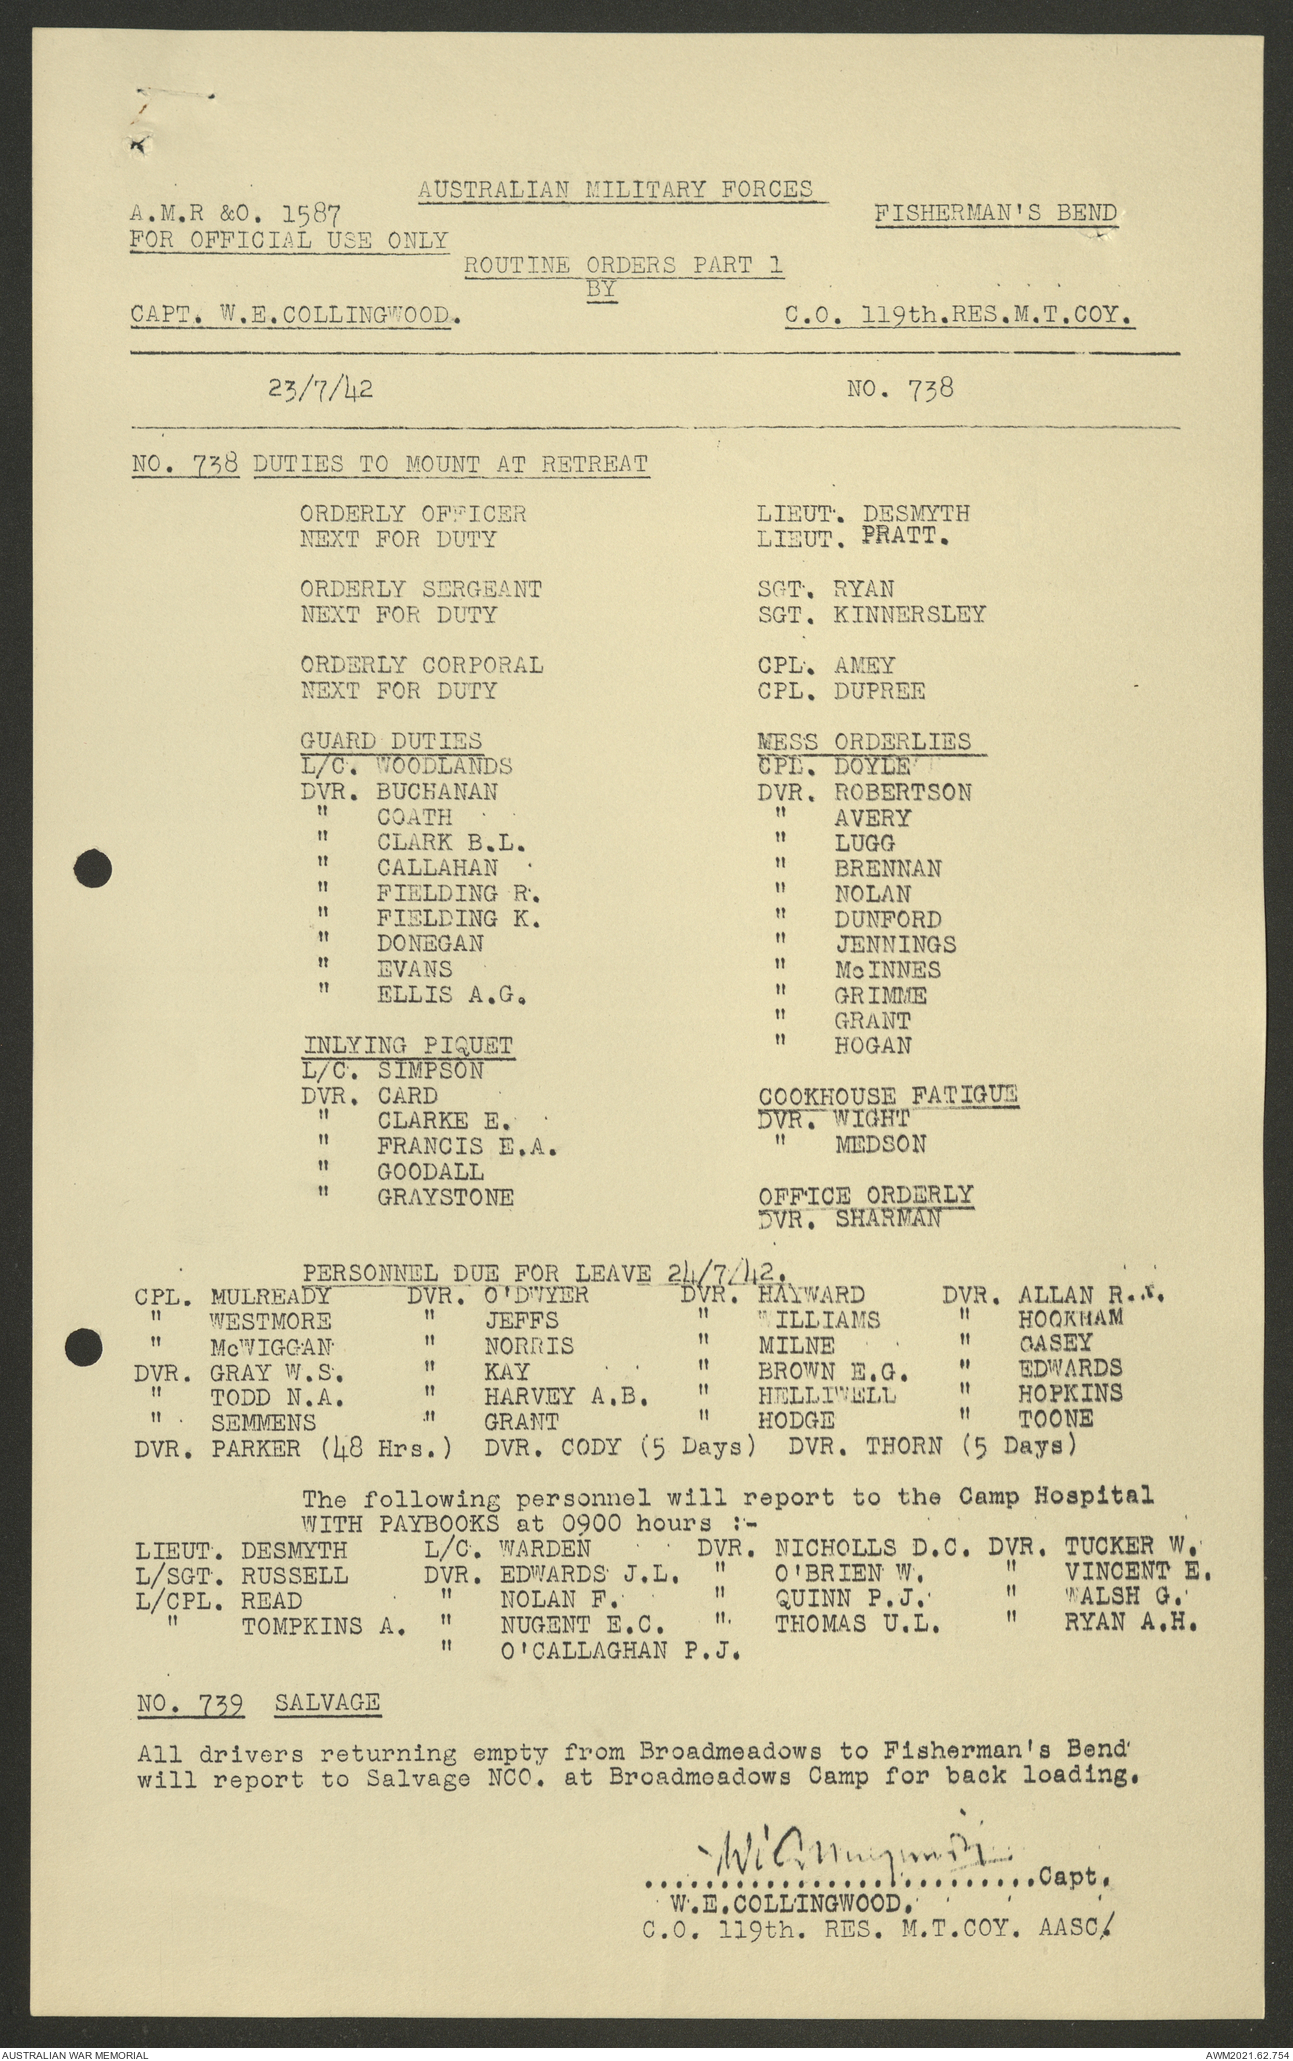 AUSTRALIAN MILITARY FORCES
A.M.R &O. 1587 FISHERMAN'S BEND
FOR OFFICIAL USE ONLY
ROUTINE ORDERS PART 1
BY
CAPT. W.E.COLLINGWOOD. C.O. 119th.RES.M.T.COY.
23/7/42 NO. 738
NO. 738 DUTIES TO MOUNT AT RETREAT
ORDERLY OFFICER LIEUT. DESMYTH
NEXT FOR DUTY LIEUT. PRATT.
ORDERLY SERGEANT SGT. RYAN
NEXT FOR DUTY SGT. KINNERSLEY
ORDERLY CORPORAL CPL. AMEY
NEXT FOR DUTY CPL. DUPREE
GUARD DUTIES MESS ORDERLIES
L/C. WOODLANDS CPL. DOYLE
DVR. BUCHANAN DVR. ROBERTSON
" COATH " AVERY
" CLARK B.L. " LUGG
" CALLAHAN " BRENNAN
" FIELDING R. " NOLAN
" FIELDING K. " DUNFORD
" DONEGAN " JENNINGS
" EVANS " McINNES
" ELLIS A.G. " GRIMME
" GRANT
INLYING PIQUET " HOGAN
L/C. SIMPSON
DVR. CARD COOKHOUSE FATIGUE
" CLARKE E. DVR. WIGHT
" FRANCIS E.A. " MEDSON
" GOODALL
" GRAYSTONE OFFICE ORDERLY
DVR. SHARMAN
PERSONNEL DUE FOR LEAVE 24/7/42.
CPL. MULREADY DVR. O'DWYER DVR. HAYWARD DVR. ALLAN R.
" WESTMORE " JEFFS " WILLIAMS " HOOKHAM
" McWIGGAN " NORRIS " MILNE " CASEY
DVR. GRAY W.S. " KAY " BROWN E.G. " EDWARDS
" TODD N.A. " HARVEY A.B. " HELLIWELL " HOPKINS
" SEMMENS " GRANT " HODGE " TOONE
DVR. PARKER (48 Hrs.) DVR. CODY (5 Days) DVR. THORN (5 Days)
The following personnel will report to the Camp Hospital
WITH PAYBOOKS at 0900 hours :-
LIEUT. DESMYTH L/C. WARDEN DVR. NICHOLLS D.C. DVR. TUCKER W.
L/SGT. RUSSELL DVR. EDWARDS J.L. " O'BRIEN W. " VINCENT E.
L/CPL. READ " NOLAN F. " QUINN P.J. " WALSH G.
" TOMPKINS A. " NUGENT E.C. " THOMAS U.L. " RYAN A.H.
" O'CALLAGHAN P.J.
NO. 739 SALVAGE
All drivers returning empty from Broadmeadows to Fisherman's Bend
will report to Salvage NCO. at Broadmeadows Camp for back loading.
..........................Capt.
W.E.COLLINGWOOD.
C.O. 119th. RES. M.T.COY. AASC.
AUSTRALIAN WAR MEMORIAL AWM2021.62.754